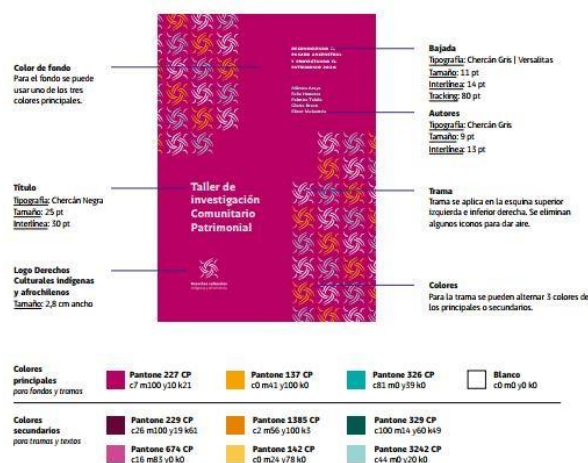 Color de fondo
Para el fondo se puede
usar uno de los tres
colores principales.
Título
Tipografía: Chercán Negra
Tamaño: 25 pt
Interlínea: 30 pt
Logo Derechos
Culturales indígenas
y afrochilenos
Tamaño: 2,8 cm ancho
Taller de
investigación
Comunitario
Patrimonial
Bajada
Tipografía: Chercán Gris | Versalitas
Tamaño: 11 pt
Interlínea: 14 pt
Tracking: 80 pt
Autores
Tipografía: Chercán Gris
Tamaño: 9 pt
Interlínea: 13 pt
Trama
Trama se aplica en la esquina superior
izquierda e inferior derecha. Se eliminan
algunos iconos para dar aire.
Colores
Para la trama se pueden alternar 3 colores de
los principales o secundarios.
Colores
principales
para fondos y tramas
Pantone 227 CP
c7 m100 y10 k21
Pantone 137 CP
c0 m41 y100 k0
Pantone 326 CP
c81 m0 y39 k0
Blanco
c0 m0 y0 k0
Colores
secundarios
para tramas y textos
Pantone 229 CP
c26 m100 y19 k61
Pantone 1385 CP
c2 m56 y100 k3
Pantone 329 CP
c100 m14 y60 k49
Pantone 674 CP
c16 m83 y0 k0
Pantone 142 CP
c0 m24 y78 k0
Pantone 3242 CP
c44 m0 y20 k0